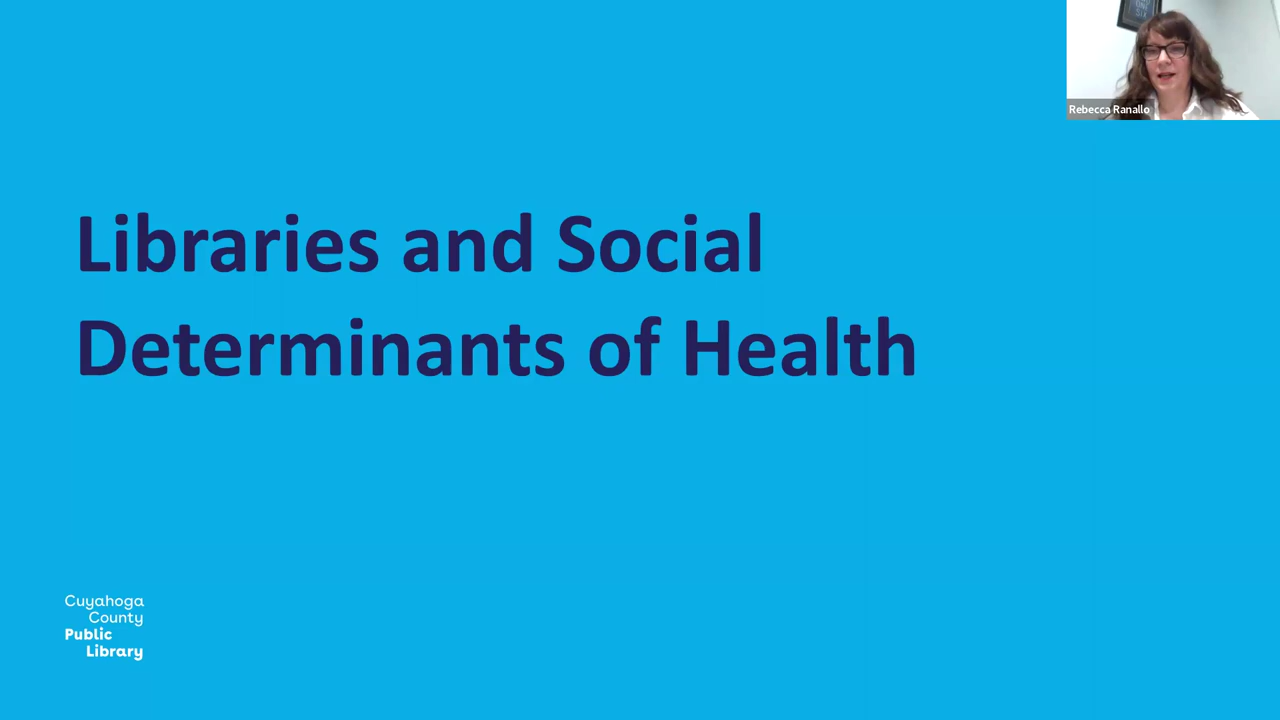 Rebecca Ranallo
Libraries and Social
Determinants of Health
Cuyahoga
County
Public
Library